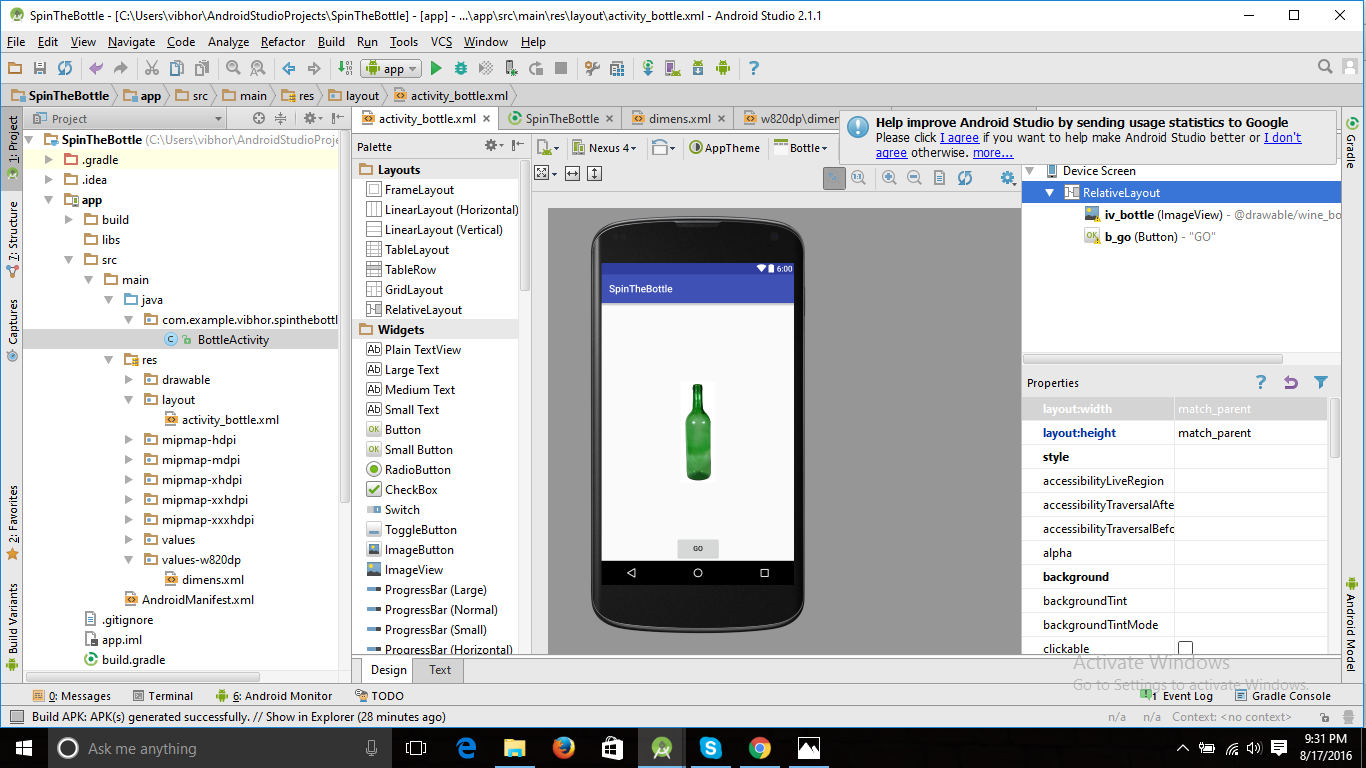 SpinTheBottle - [C:\Users\vibhor\AndroidStudioProjects\SpinTheBottle] - [app] - ...\app\src\main\res\layout\activity_bottle.xml - Android Studio 2.1.1
File Edit View Navigate Code Analyze Refactor Build Run Tools VCS Window Help
app
SpinTheBottle app src main res layout activity_bottle.xml
1: Project
7: Structure
Captures
2: Favorites
Build Variants
Project
SpinTheBottle (C:\Users\vibhor\AndroidStudioProje
.gradle
.idea
app
build
libs
src
main
java
com.example.vibhor.spinthebottl
BottleActivity
res
drawable
layout
activity_bottle.xml
mipmap-hdpi
mipmap-mdpi
mipmap-xhdpi
mipmap-xxhdpi
mipmap-xxxhdpi
values
values-w820dp
dimens.xml
AndroidManifest.xml
.gitignore
app.iml
build.gradle
activity_bottle.xml SpinTheBottle dimens.xml w820dp\dimen
Palette
Layouts
FrameLayout
LinearLayout (Horizontal)
LinearLayout (Vertical)
TableLayout
TableRow
GridLayout
RelativeLayout
Widgets
Ab Plain TextView
Ab Large Text
Ab Medium Text
Ab Small Text
OK Button
OK Small Button
RadioButton
CheckBox
Switch
ToggleButton
ImageButton
ImageView
ProgressBar (Large)
ProgressBar (Normal)
ProgressBar (Small)
ProgressBar (Horizontal)
Design Text
Nexus 4 AppTheme Bottle
6:00
SpinTheBottle
GO
Help improve Android Studio by sending usage statistics to Google
Please click I agree if you want to help make Android Studio better or I don't
agree otherwise. more...
Device Screen
RelativeLayout
iv_bottle (ImageView) - @drawable/wine_bo
OK b_go (Button) - "GO"
Properties
layout:width match_parent
layout:height match_parent
style
accessibilityLiveRegion
accessibilityTraversalAfte
accessibilityTraversalBefo
alpha
background
backgroundTint
backgroundTintMode
clickable
Gradle
Android Model
Activate Windows
Go to Settings to activate Windows.
0: Messages Terminal 6: Android Monitor TODO 1 Event Log Gradle Console
Build APK: APK(s) generated successfully. // Show in Explorer (28 minutes ago) n/a n/a Context: <no context>
Ask me anything
9:31 PM
8/17/2016